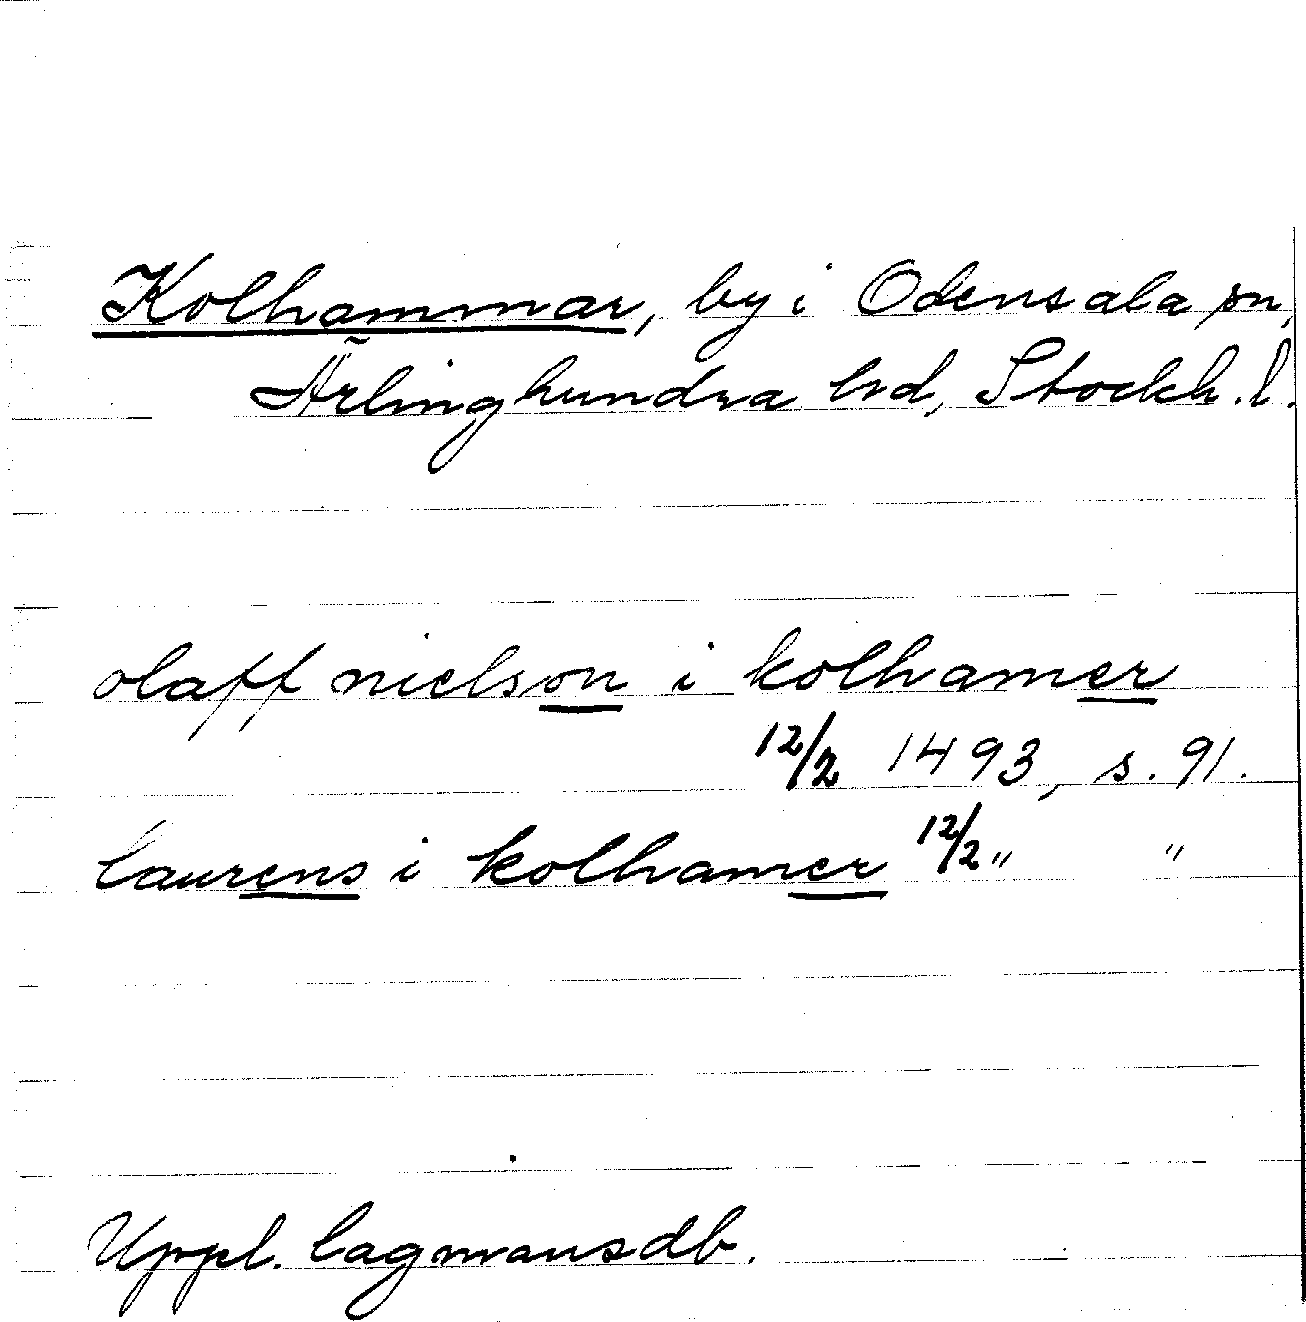 Kolhammar, by i Odensala sn,
Ärlinghundra hd, Stockh. l.
olaff nielson i kolhamer
12/2 1493, s. 91.
laurens i kolhamer 12/2 " "
Uppl. lagmansdb.